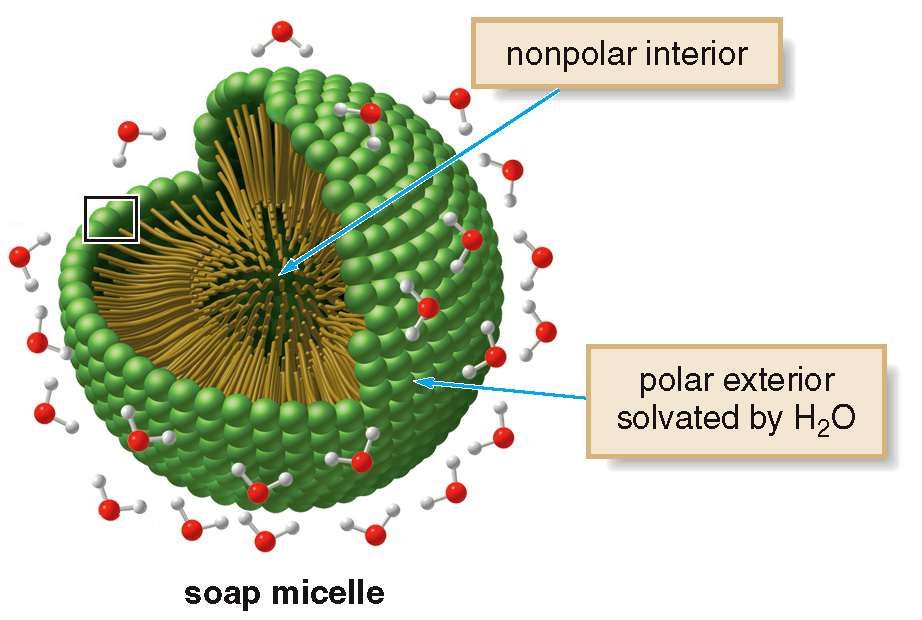 nonpolar interior
polar exterior
solvated by H₂O
soap micelle